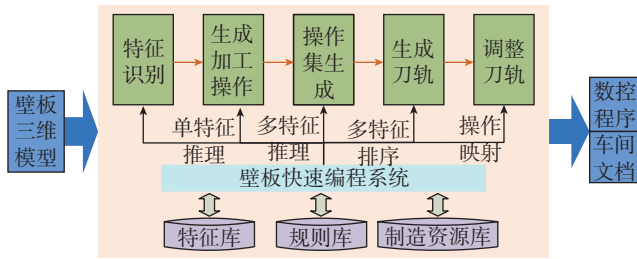 特征
识别
生成
加工
操作
操作
集生
成
生成
刀轨
调整
刀轨
壁板
三维
模型
数控
程序
车间
文档
单特征
推理
多特征
推理
多特征
排序
操作
映射
壁板快速编程系统
特征库
规则库
制造资源库